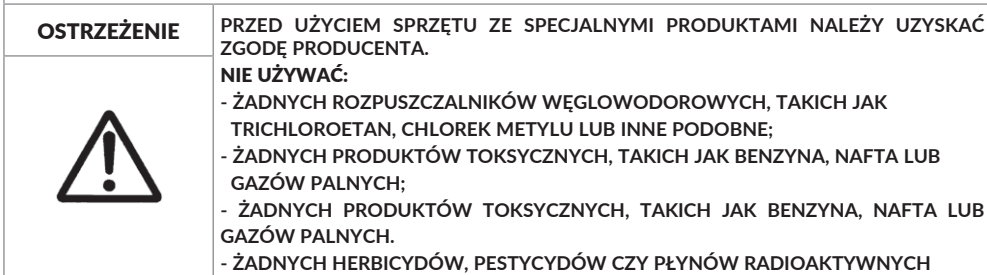 OSTRZEŻENIE
PRZED UŻYCIEM SPRZĘTU ZE SPECJALNYMI PRODUKTAMI NALEŻY UZYSKAĆ
ZGODĘ PRODUCENTA.
NIE UŻYWAĆ:
- ŻADNYCH ROZPUSZCZALNIKÓW WĘGLOWODOROWYCH, TAKICH JAK
TRICHLOROETAN, CHLOREK METYLU LUB INNE PODOBNE;
- ŻADNYCH PRODUKTÓW TOKSYCZNYCH, TAKICH JAK BENZYNA, NAFTA LUB
GAZÓW PALNYCH;
- ŻADNYCH PRODUKTÓW TOKSYCZNYCH, TAKICH JAK BENZYNA, NAFTA LUB
GAZÓW PALNYCH.
- ŻADNYCH HERBICYDÓW, PESTYCYDÓW CZY PŁYNÓW RADIOAKTYWNYCH